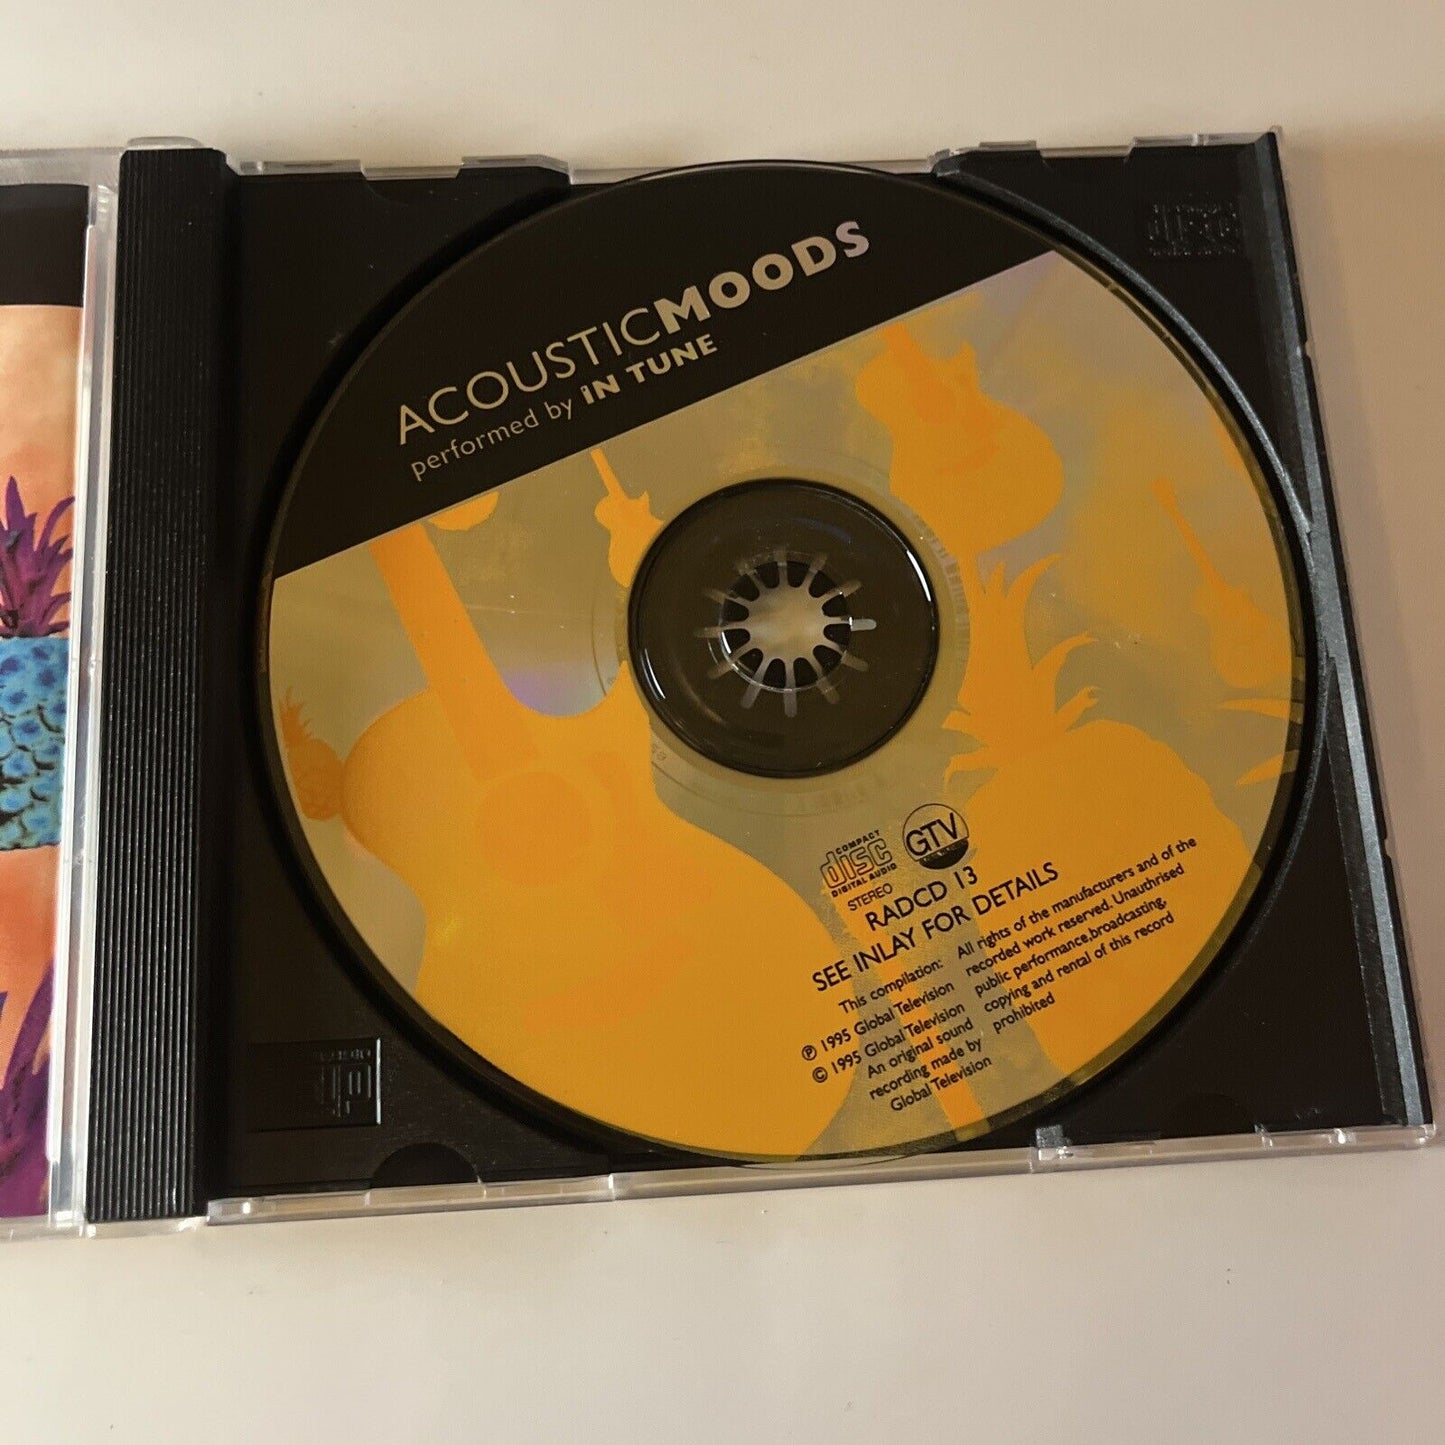 ACOUSTICMOODS
performed by iN TUNE
COMPACT
disc
DIGITAL AUDIO
GTV
STEREO
RADCD 13
SEE INLAY FOR DETAILS
This compilation:
℗ 1995 Global Television
© 1995 Global Television
An original sound
recording made by
Global Television
All rights of the manufacturers and of the
recorded work reserved. Unauthrised
public performance,broadcasting,
copying and rental of this record
prohibited